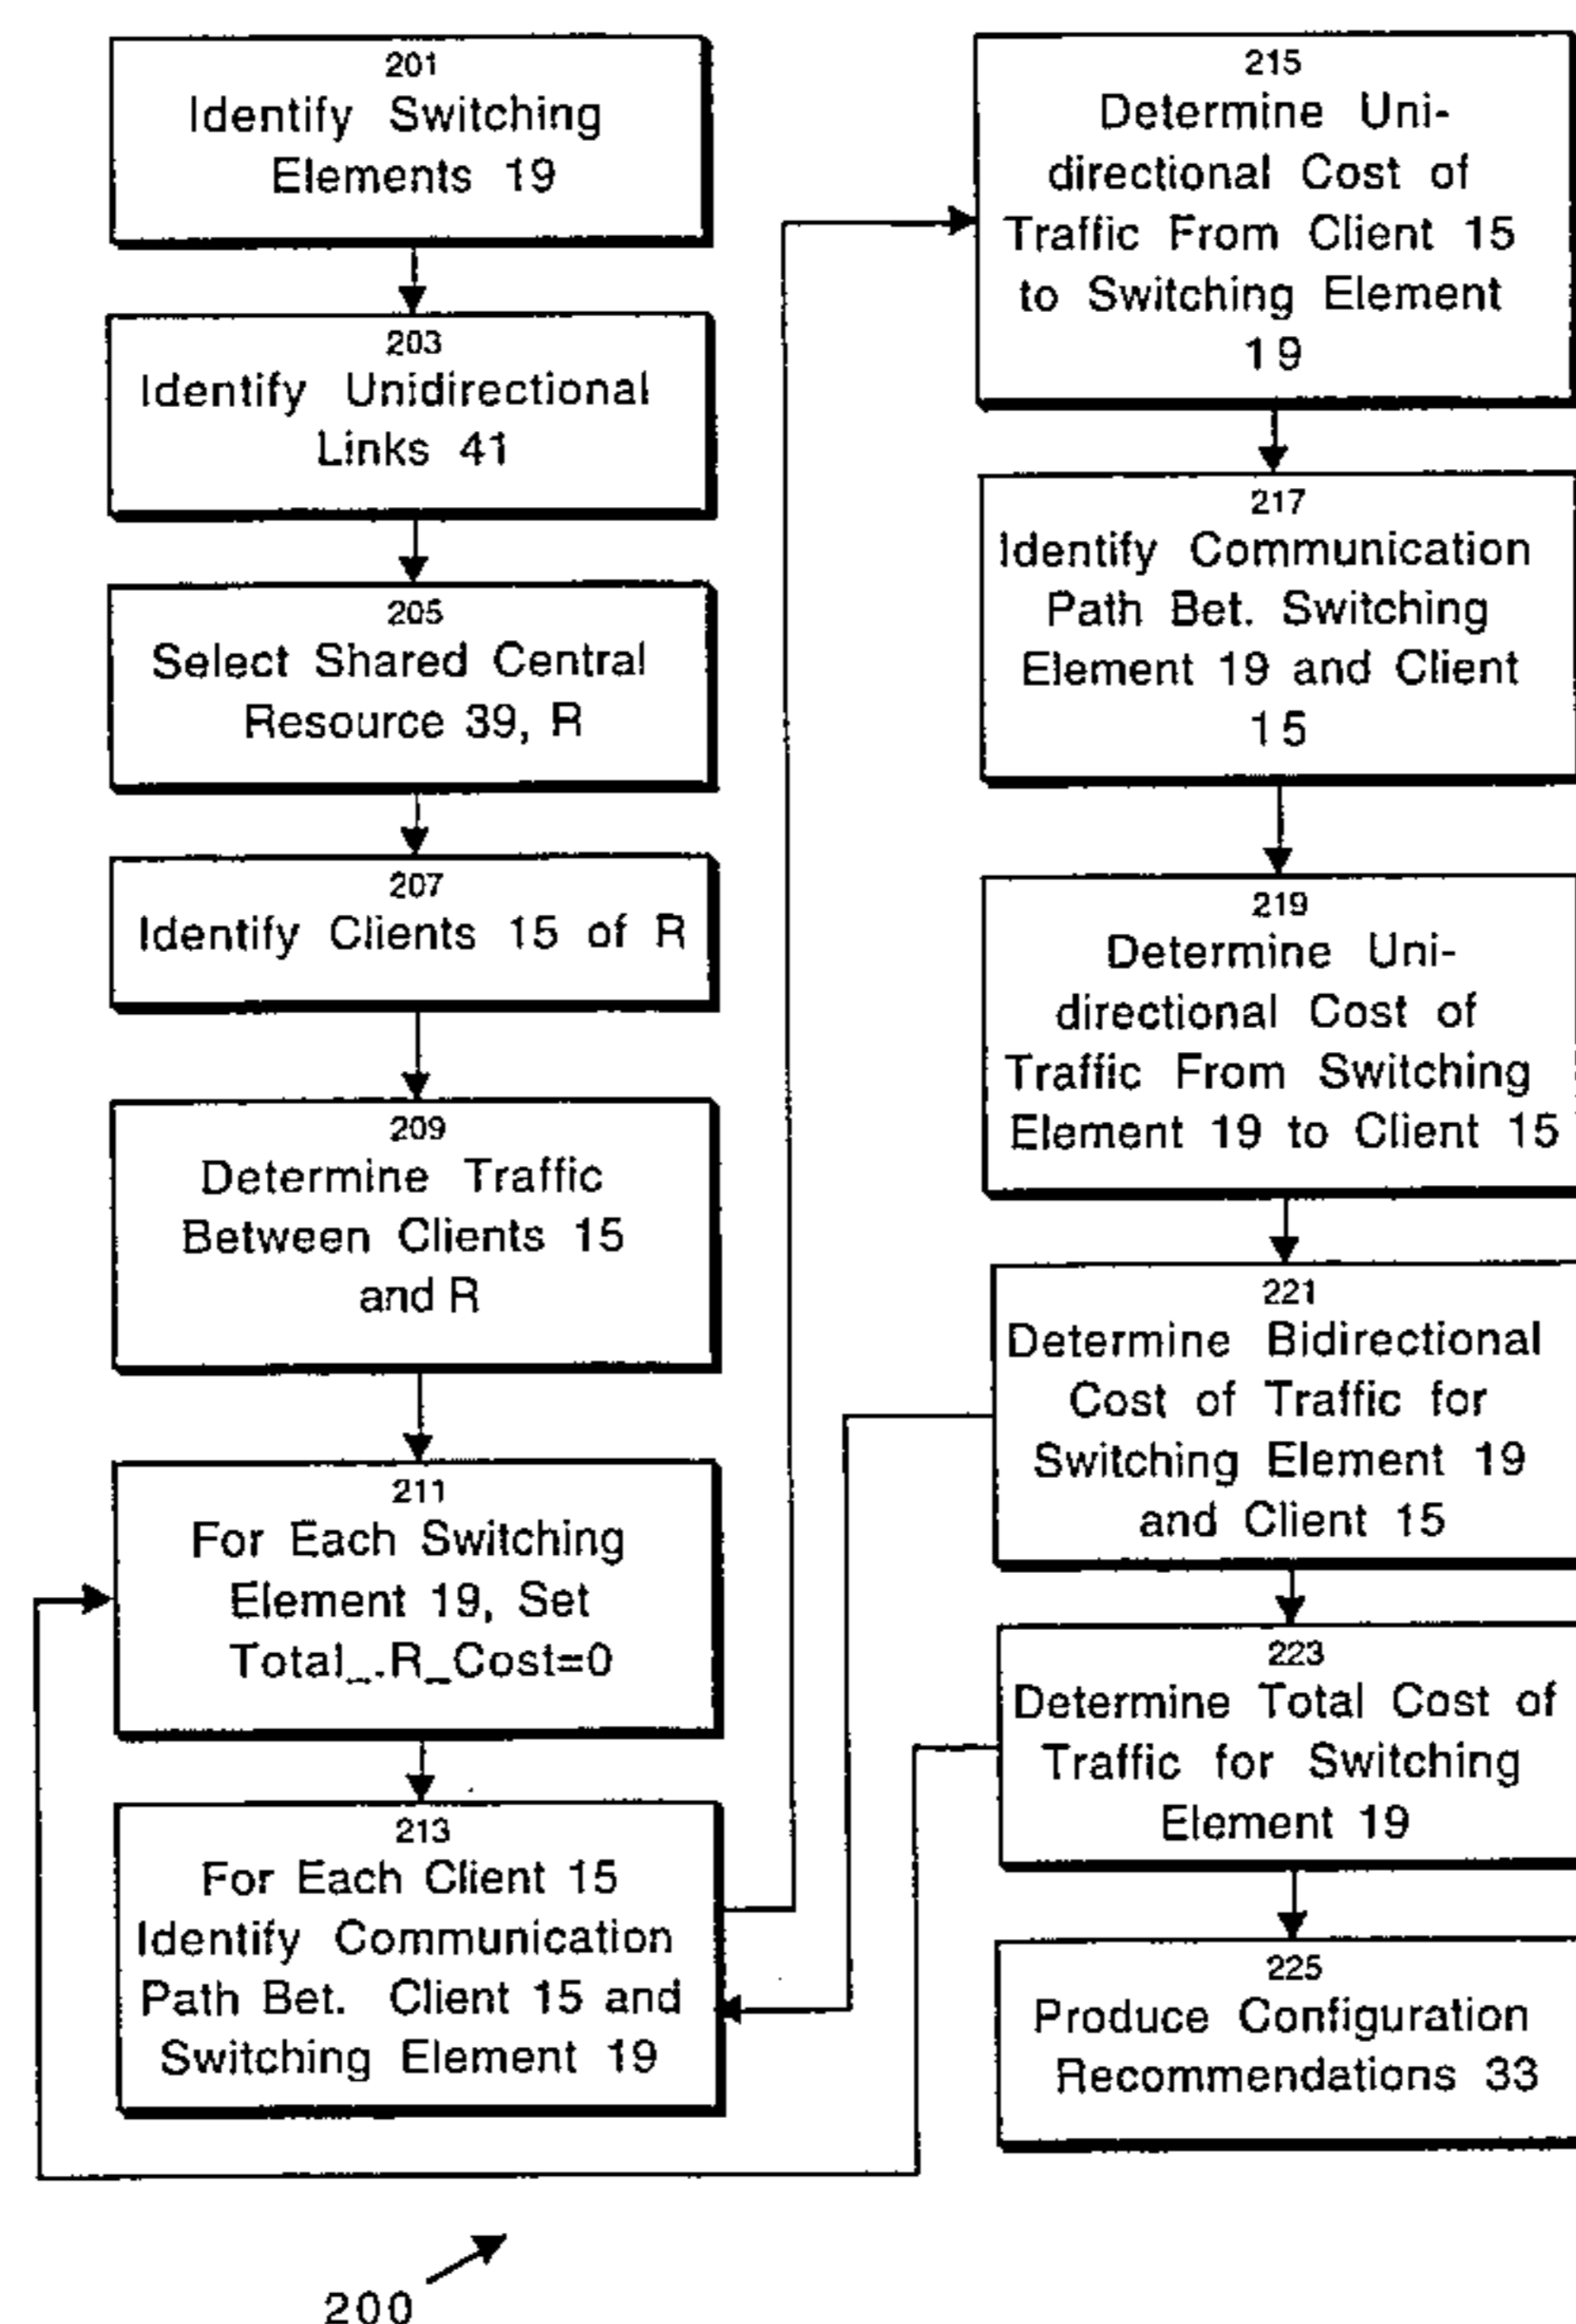 201
Identify Switching
Elements 19
203
Identify Unidirectional
Links 41
205
Select Shared Central
Resource 39, R
207
Identify Clients 15 of R
209
Determine Traffic
Between Clients 15
and R
211
For Each Switching
Element 19, Set
Total_.R_Cost=0
213
For Each Client 15
Identify Communication
Path Bet. Client 15 and
Switching Element 19
215
Determine Uni-
directional Cost of
Traffic From Client 15
to Switching Element
19
217
Identify Communication
Path Bet. Switching
Element 19 and Client
15
219
Determine Uni-
directional Cost of
Traffic From Switching
Element 19 to Client 15
221
Determine Bidirectional
Cost of Traffic for
Switching Element 19
and Client 15
223
Determine Total Cost of
Traffic for Switching
Element 19
225
Produce Configuration
Recommendations 33
200